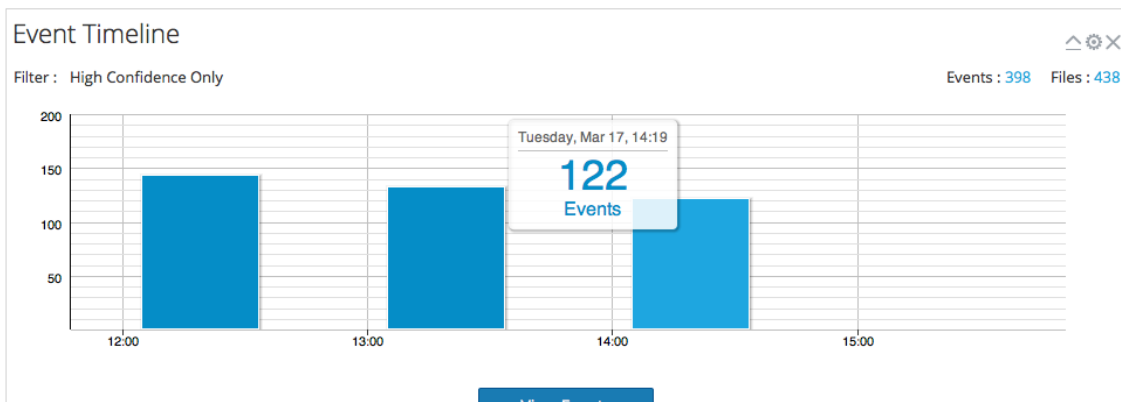 Event Timeline
Filter : High Confidence Only
Events : 398 Files : 438
200
150
100
50
Tuesday, Mar 17, 14:19
122
Events
12:00 13:00 14:00 15:00